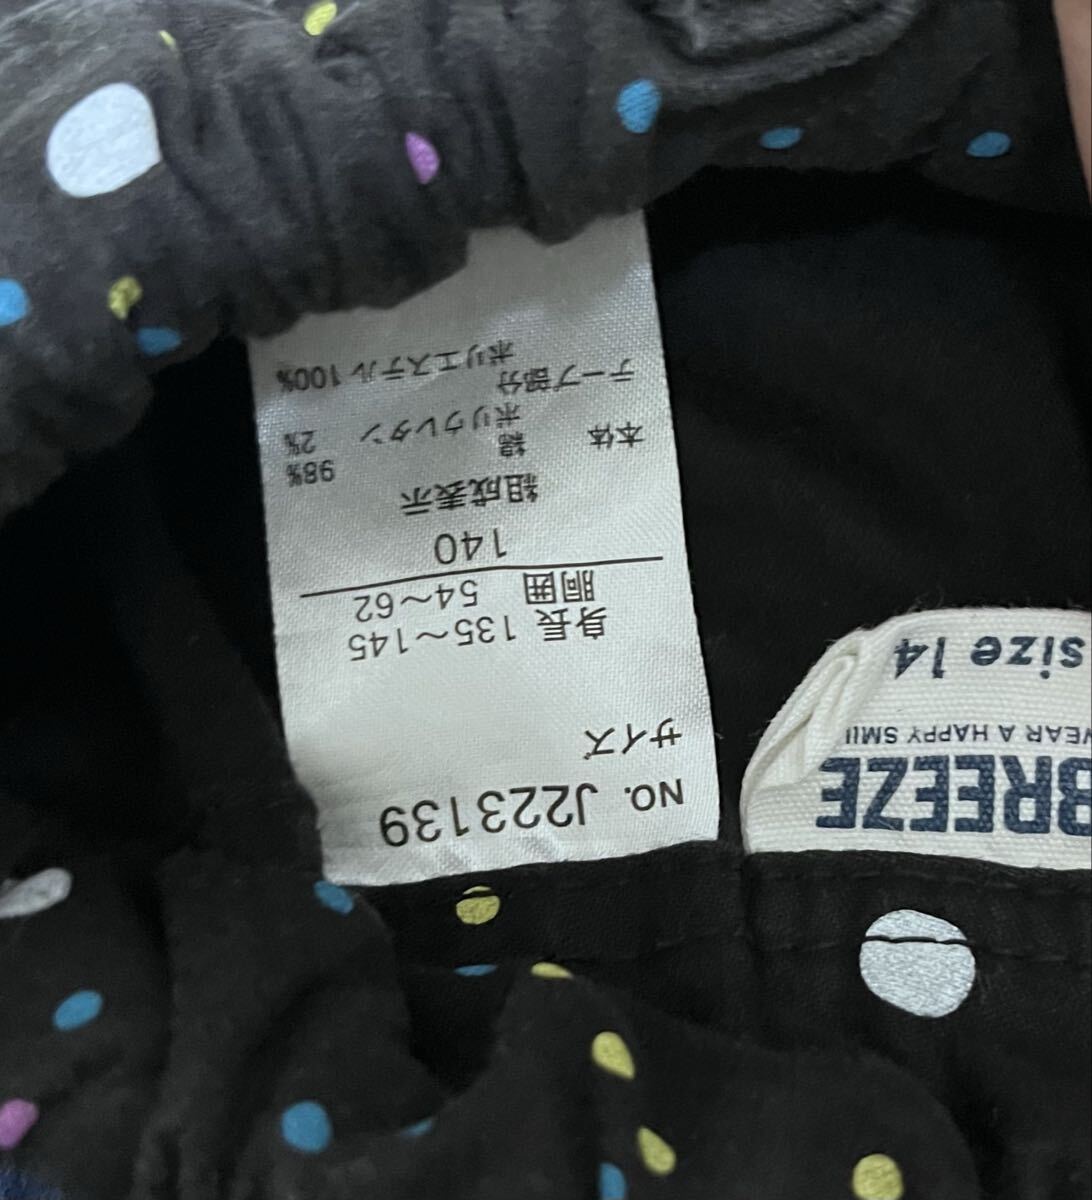 NO. J223139
サイズ
身長 135~145
胴囲 54~62
140
組成表示
本体 綿 98%
ポリウレタン 2%
テープ部分
ポリエステル 100%
BREEZE
WEAR A HAPPY
size 14